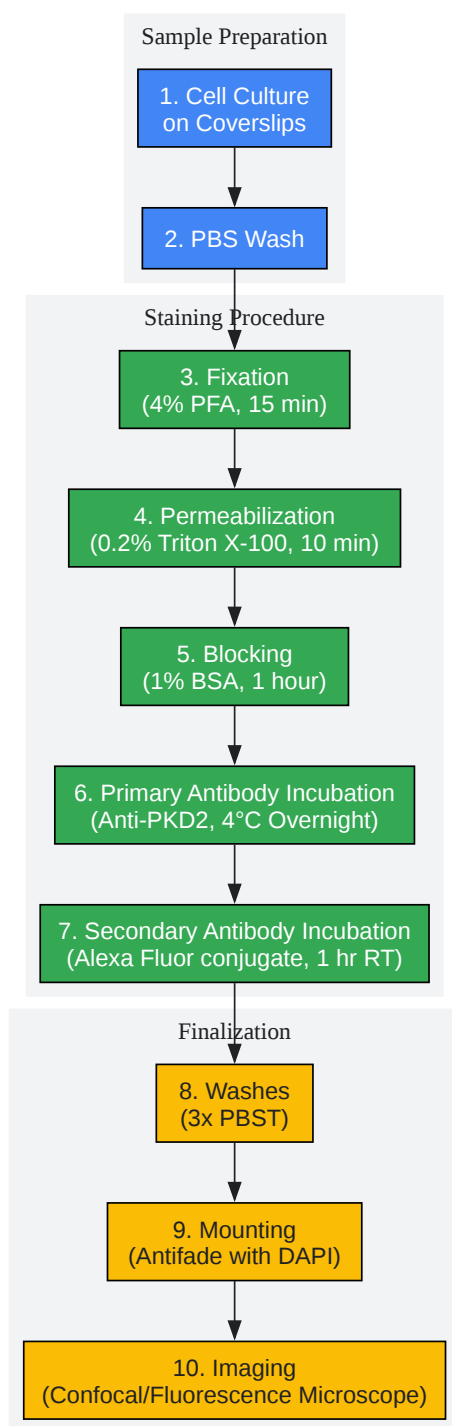 Sample Preparation
1. Cell Culture
on Coverslips
2. PBS Wash
Staining Procedure
3. Fixation
(4% PFA, 15 min)
4. Permeabilization
(0.2% Triton X-100, 10 min)
5. Blocking
(1% BSA, 1 hour)
6. Primary Antibody Incubation
(Anti-PKD2, 4°C Overnight)
7. Secondary Antibody Incubation
(Alexa Fluor conjugate, 1 hr RT)
Finalization
8. Washes
(3x PBST)
9. Mounting
(Antifade with DAPI)
10. Imaging
(Confocal/Fluorescence Microscope)